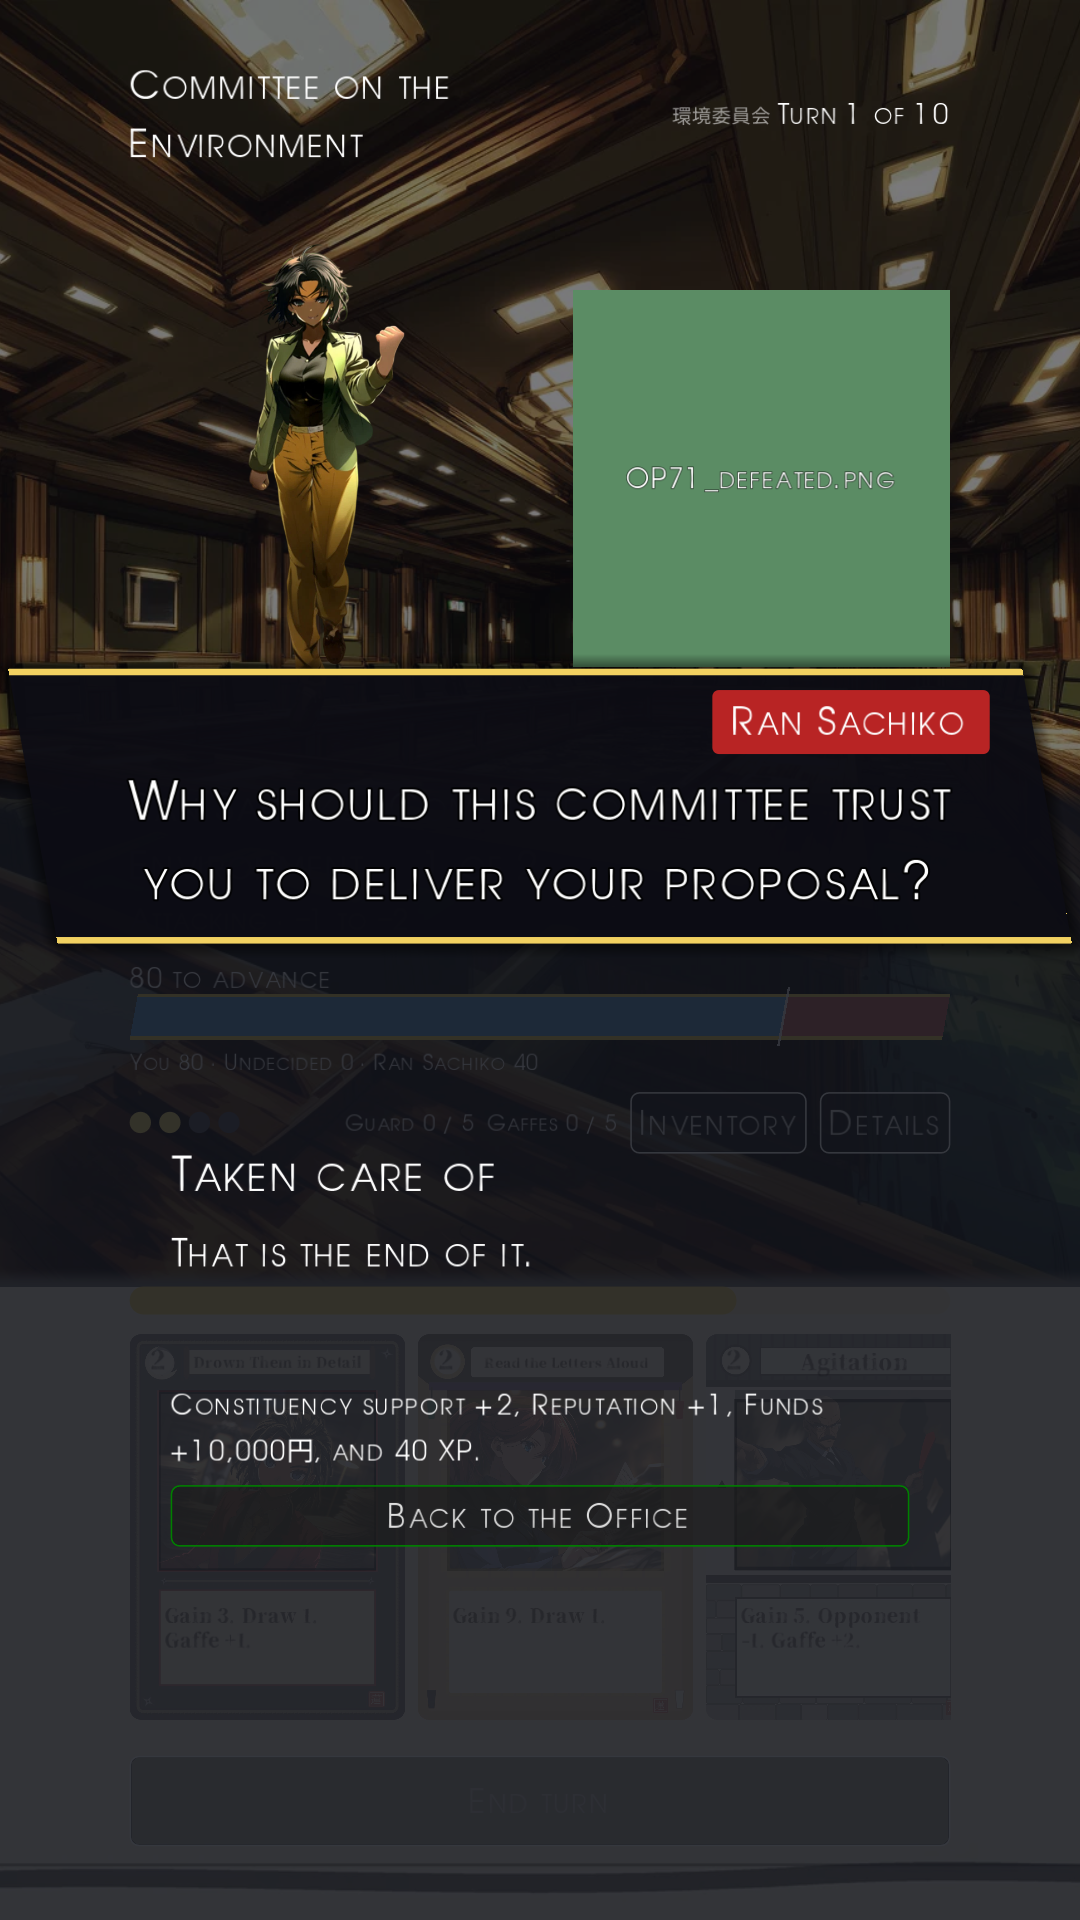 Committee on the
Environment
環境委員会 Turn 1 of 10
OP71_defeated.png
Ran Sachiko
Why should this committee trust
you to deliver your proposal?
80 to advance
You 80 · Undecided 0 · Ran Sachiko 40
Guard 0 / 5 Gaffes 0 / 5 Inventory Details
Taken care of
That is the end of it.
2 Drown Them in Detail
2 Read the Letters Aloud
2 Agitation
Constituency support +2, Reputation +1, Funds
+10,000円, and 40 XP.
Back to the Office
Gain 3. Draw 1.
Gaffe +1.
Gain 9. Draw 1.
Gain 5. Opponent
-4. Gaffe +2.
End turn